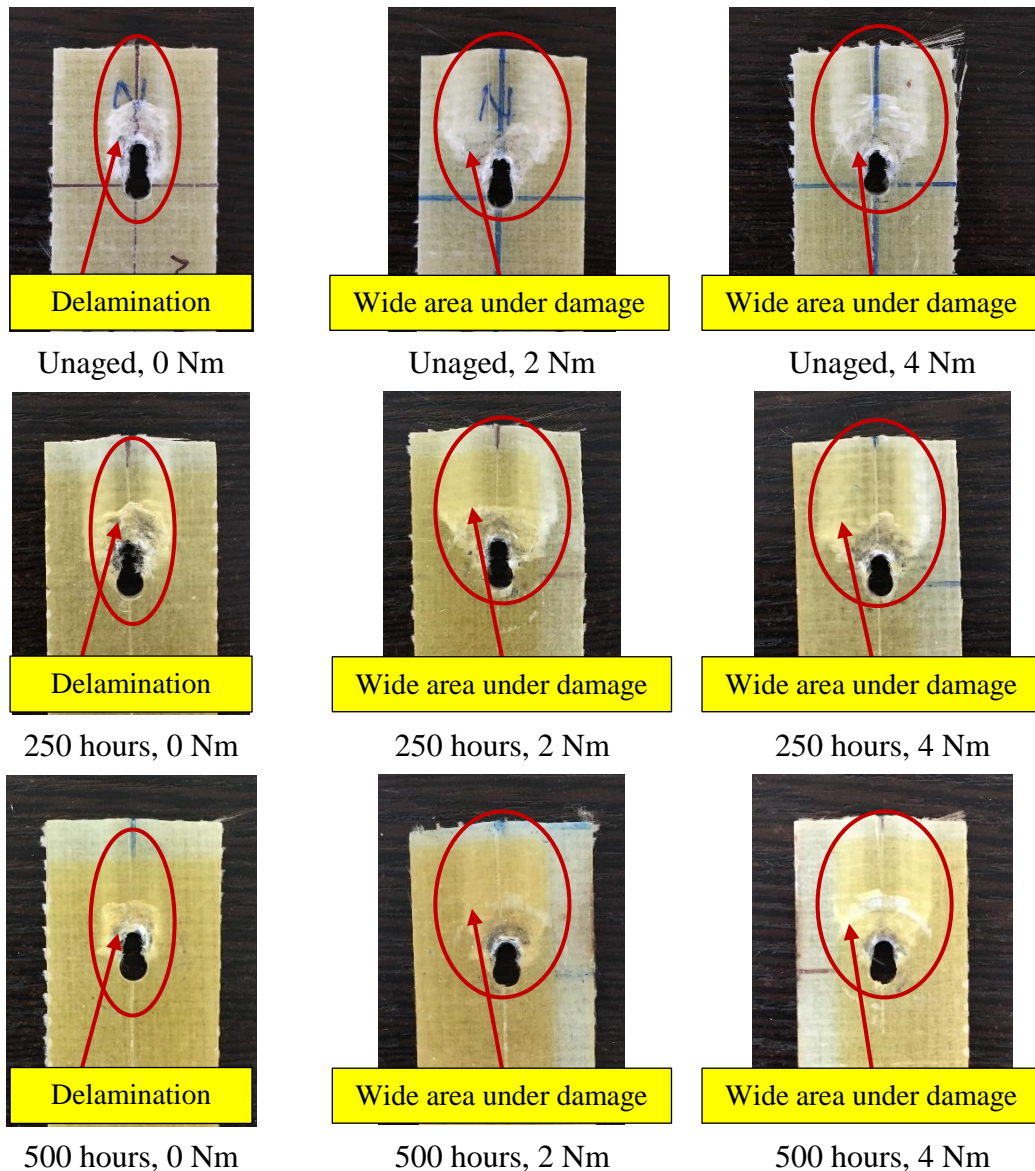 Delamination
Wide area under damage
Wide area under damage
Unaged, 0 Nm
Unaged, 2 Nm
Unaged, 4 Nm
Delamination
Wide area under damage
Wide area under damage
250 hours, 0 Nm
250 hours, 2 Nm
250 hours, 4 Nm
Delamination
Wide area under damage
Wide area under damage
500 hours, 0 Nm
500 hours, 2 Nm
500 hours, 4 Nm